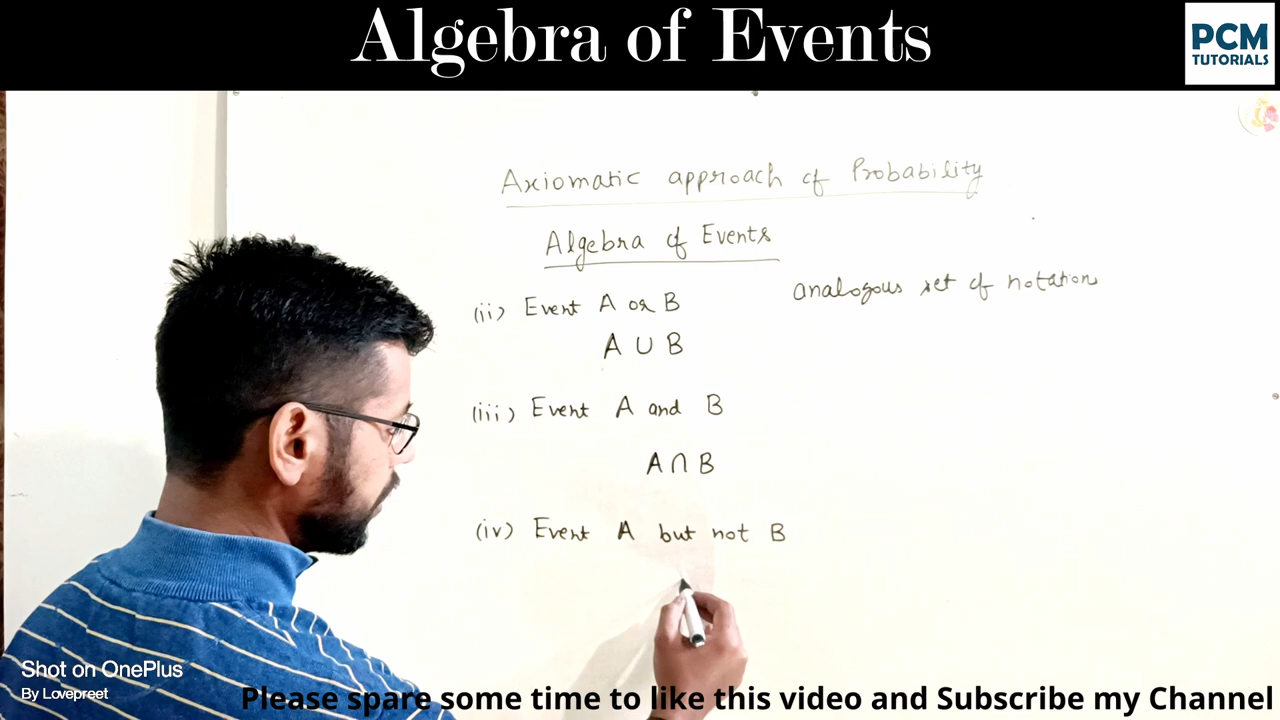 Algebra of Events
PCM
TUTORIALS
Axiomatic approach of Probability
Algebra of Events
analogous set of notation
(ii) Event A or B
A ∪ B
(iii) Event A and B
A ∩ B
(iv) Event A but not B
Shot on OnePlus
By Lovepreet
Please spare some time to like this video and Subscribe my Channel